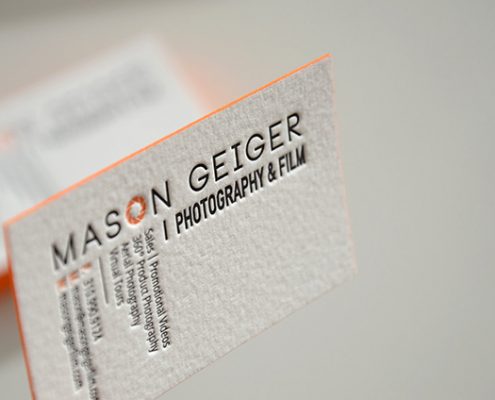 MASON GEIGER
| PHOTOGRAPHY & FILM
Sales | Promotional Videos
360° Product Photography
Aerial Photography
Virtual Tours